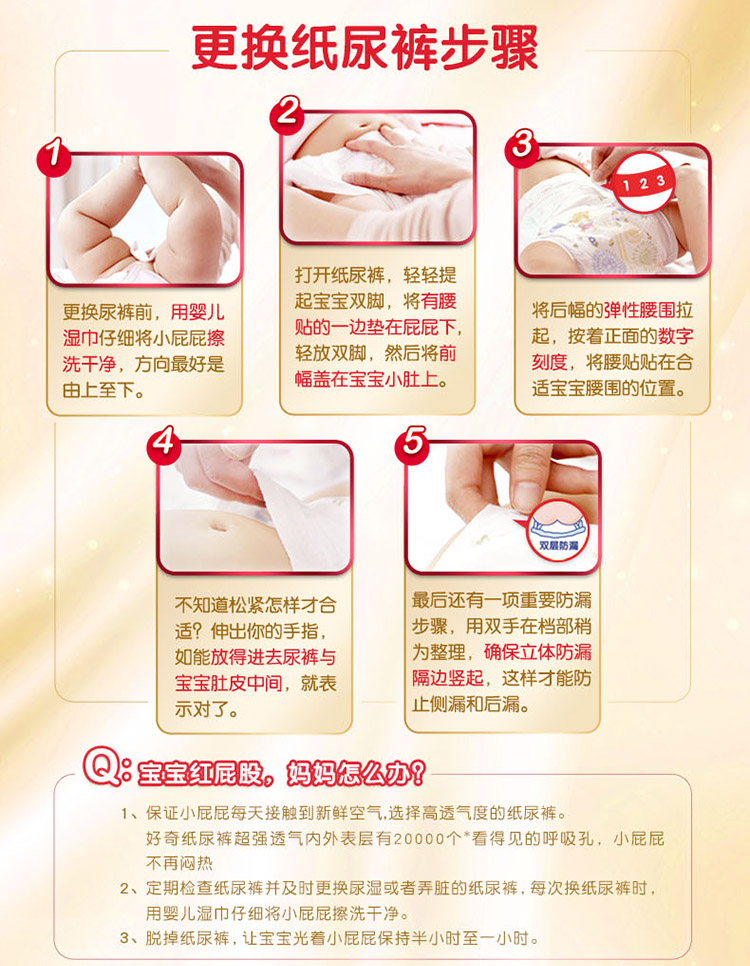 更换纸尿裤步骤
1
更换尿裤前，用婴儿
湿巾仔细将小屁屁擦
洗干净，方向最好是
由上至下。
2
打开纸尿裤，轻轻提
起宝宝双脚，将有腰
贴的一边垫在屁屁下，
轻放双脚，然后将前
幅盖在宝宝小肚上。
3
1 2 3
将后幅的弹性腰围拉
起，按着正面的数字
刻度，将腰贴贴在合
适宝宝腰围的位置。
4
不知道松紧怎样才合
适？伸出你的手指，
如能放得进去尿裤与
宝宝肚皮中间，就表
示对了。
5
双层防漏
最后还有一项重要防漏
步骤，用双手在档部稍
为整理，确保立体防漏
隔边竖起，这样才能防
止侧漏和后漏。
Q：宝宝红屁股，妈妈怎么办？
1、保证小屁屁每天接触到新鲜空气,选择高透气度的纸尿裤。
好奇纸尿裤超强透气内外表层有20000个*看得见的呼吸孔，小屁屁
不再闷热
2、定期检查纸尿裤并及时更换尿湿或者弄脏的纸尿裤,每次换纸尿裤时,
用婴儿湿巾仔细将小屁屁擦洗干净。
3、脱掉纸尿裤,让宝宝光着小屁屁保持半小时至一小时。